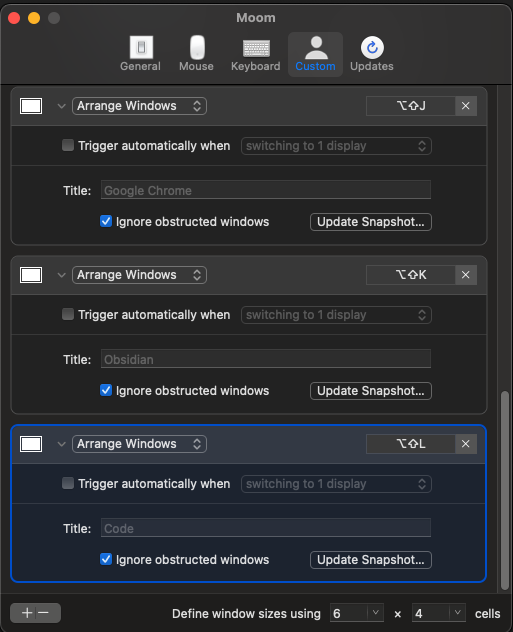 Moom
General Mouse Keyboard Custom Updates
Arrange Windows ⌥⇧J ×
Trigger automatically when switching to 1 display
Title: Google Chrome
Ignore obstructed windows Update Snapshot...
Arrange Windows ⌥⇧K ×
Trigger automatically when switching to 1 display
Title: Obsidian
Ignore obstructed windows Update Snapshot...
Arrange Windows ⌥⇧L ×
Trigger automatically when switching to 1 display
Title: Code
Ignore obstructed windows Update Snapshot...
+ − Define window sizes using 6 × 4 cells